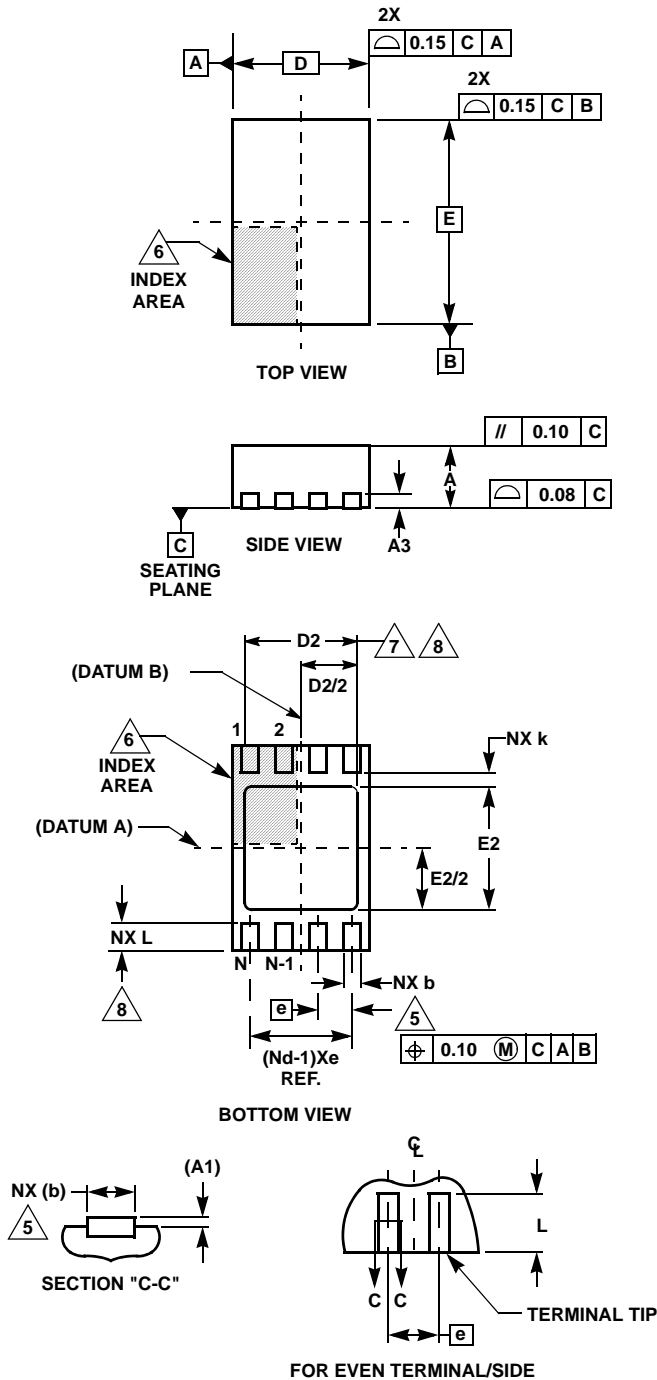 2X
⌓ 0.15 C A
A
D
2X
⌓ 0.15 C B
E
6
INDEX
AREA
B
TOP VIEW
// 0.10 C
A
⌓ 0.08 C
C
SIDE VIEW
A3
SEATING
PLANE
D2
7 8
(DATUM B)
D2/2
1 2
6
INDEX
AREA
NX k
(DATUM A)
E2
E2/2
NX L
N N-1
NX b
8
e
5
(Nd-1)Xe
REF.
⌖ 0.10 Ⓜ C A B
BOTTOM VIEW
(A1)
NX (b)
5
SECTION "C-C"
℄
L
C C
TERMINAL TIP
e
FOR EVEN TERMINAL/SIDE